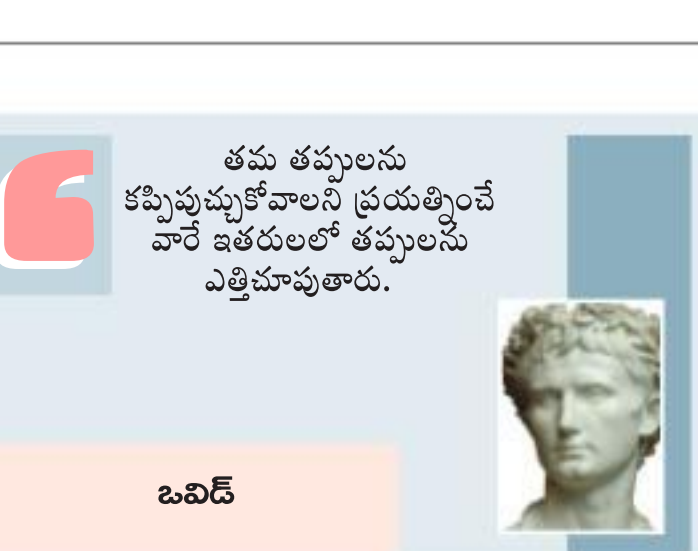 తమ తప్పులను
కప్పిపుచ్చుకోవాలని ప్రయత్నించే
వారే ఇతరులలో తప్పులను
ఎత్తిచూపుతారు.
ఒవిడ్